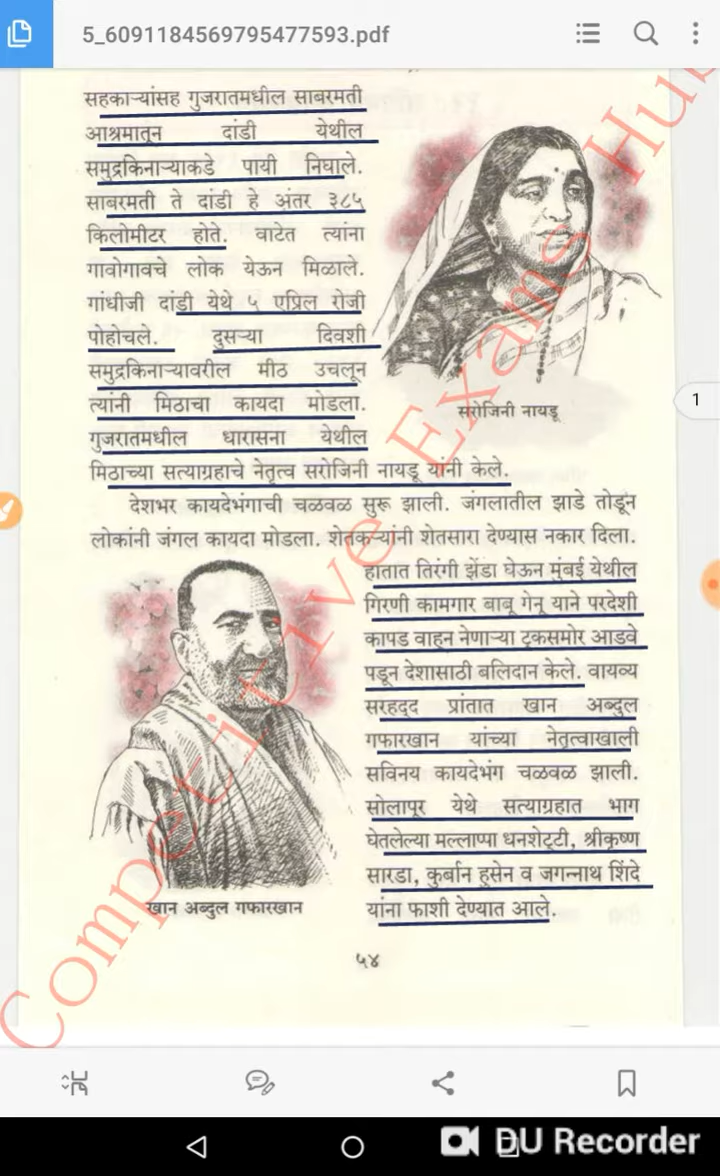 5_6091184569795477593.pdf
सहकाऱ्यांसह गुजरातमधील साबरमती
आश्रमातून दांडी येथील
समुद्रकिनाऱ्याकडे पायी निघाले.
साबरमती ते दांडी हे अंतर ३८५
किलोमीटर होते. वाटेत त्यांना
गावोगावचे लोक येऊन मिळाले.
गांधीजी दांडी येथे ५ एप्रिल रोजी
पोहोचले. दुसऱ्या दिवशी
समुद्रकिनाऱ्यावरील मीठ उचलून
त्यांनी मिठाचा कायदा मोडला.
गुजरातमधील धारासना येथील
सरोजिनी नायडू
1
मिठाच्या सत्याग्रहाचे नेतृत्व सरोजिनी नायडू यांनी केले.
देशभर कायदेभंगाची चळवळ सुरू झाली. जंगलातील झाडे तोडून
लोकांनी जंगल कायदा मोडला. शेतकऱ्यांनी शेतसारा देण्यास नकार दिला.
हातात तिरंगी झेंडा घेऊन मुंबई येथील
गिरणी कामगार बाबू गेनू याने परदेशी
कापड वाहून नेणाऱ्या ट्रकसमोर आडवे
पडून देशासाठी बलिदान केले. वायव्य
सरहद्द प्रांतात खान अब्दुल
गफारखान यांच्या नेतृत्वाखाली
सविनय कायदेभंग चळवळ झाली.
सोलापूर येथे सत्याग्रहात भाग
घेतलेल्या मल्लाप्पा धनशेट्टी, श्रीकृष्ण
सारडा, कुर्बान हुसेन व जगन्नाथ शिंदे
यांना फाशी देण्यात आले.
खान अब्दुल गफारखान
५४
Competitive Exams Hub
DU Recorder